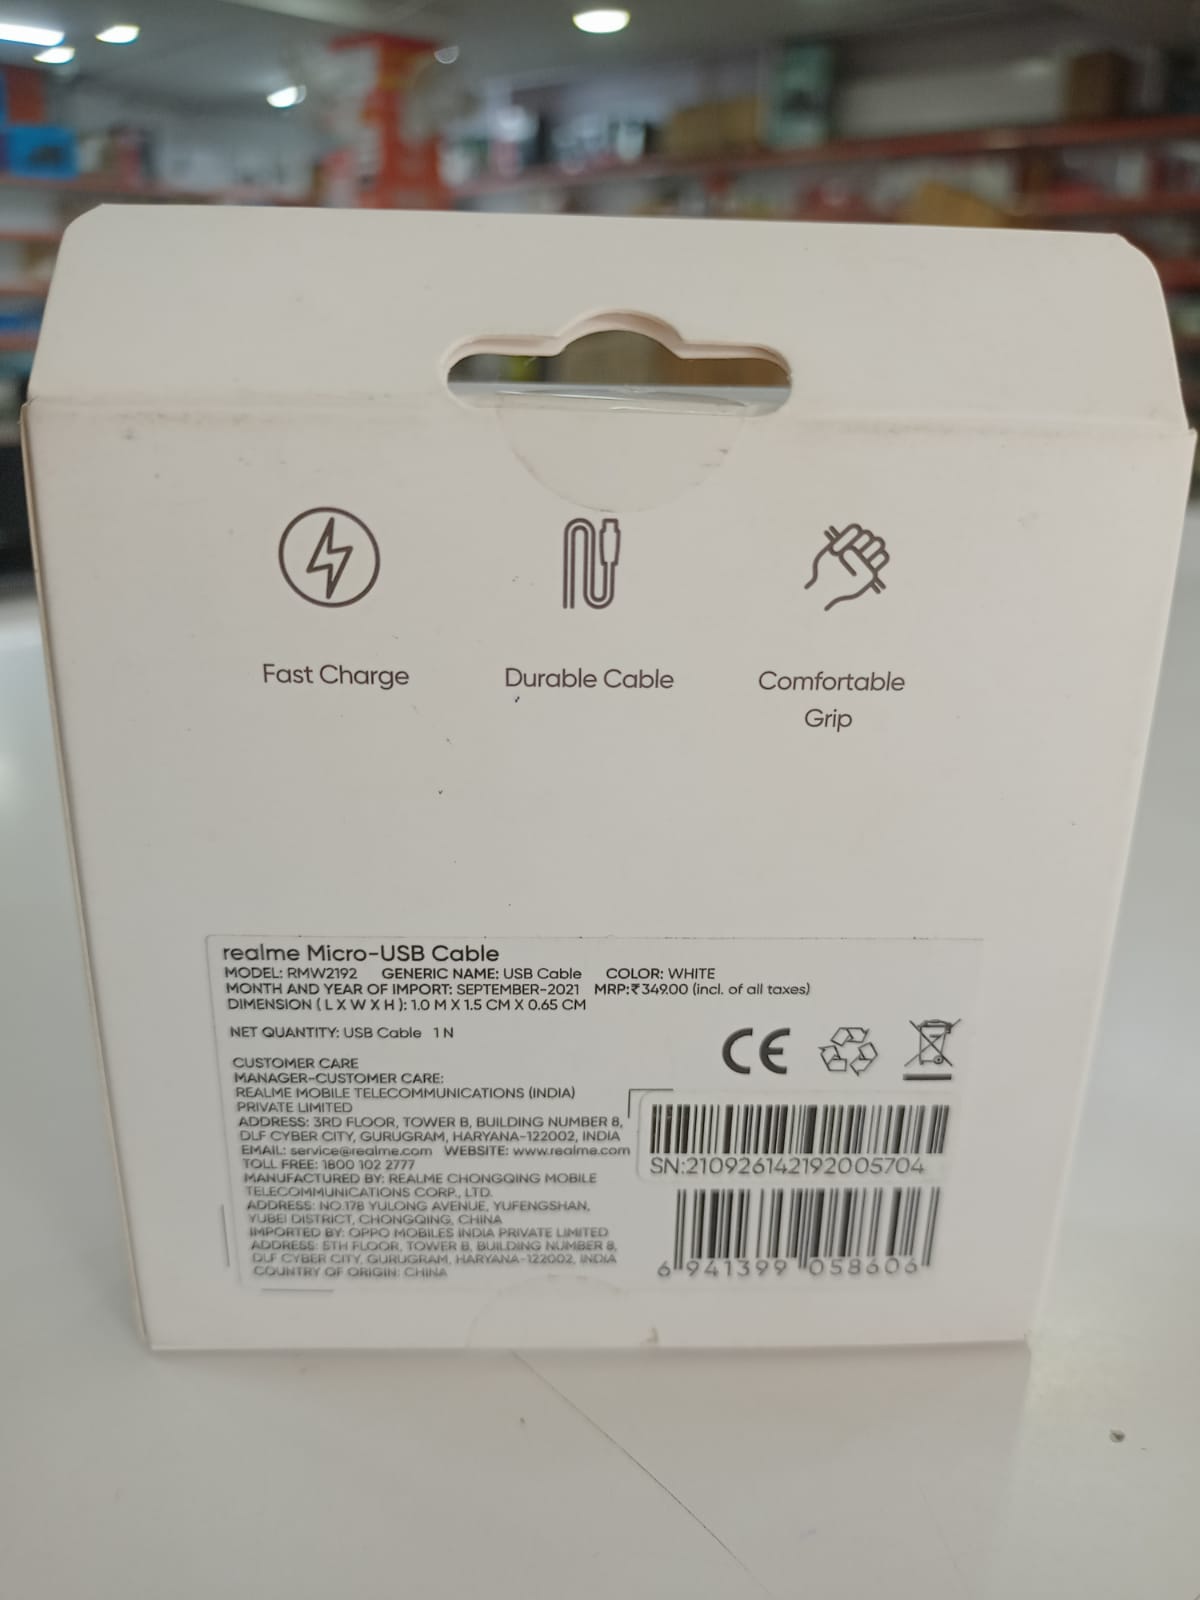 Fast Charge
Durable Cable
Comfortable
Grip
realme Micro-USB Cable
MODEL: RMW2192 GENERIC NAME: USB Cable COLOR: WHITE
MONTH AND YEAR OF IMPORT: SEPTEMBER-2021 MRP:₹349.00 (incl. of all taxes)
DIMENSION ( L X W X H ): 1.0 M X 1.5 CM X 0.65 CM
NET QUANTITY: USB Cable 1 N
CE
CUSTOMER CARE
MANAGER-CUSTOMER CARE:
REALME MOBILE TELECOMMUNICATIONS (INDIA)
PRIVATE LIMITED
ADDRESS: 3RD FLOOR, TOWER B, BUILDING NUMBER 8,
DLF CYBER CITY, GURUGRAM, HARYANA-122002, INDIA
EMAIL: service@realme.com WEBSITE: www.realme.com
TOLL FREE: 1800 102 2777
MANUFACTURED BY: REALME CHONGQING MOBILE
TELECOMMUNICATIONS CORP., LTD.
ADDRESS: NO.178 YULONG AVENUE, YUFENGSHAN,
YUBEI DISTRICT, CHONGQING, CHINA
IMPORTED BY: OPPO MOBILES INDIA PRIVATE LIMITED
ADDRESS: 5TH FLOOR, TOWER B, BUILDING NUMBER 8,
DLF CYBER CITY, GURUGRAM, HARYANA-122002, INDIA
COUNTRY OF ORIGIN: CHINA
SN:210926142192005704
6 941399 058606